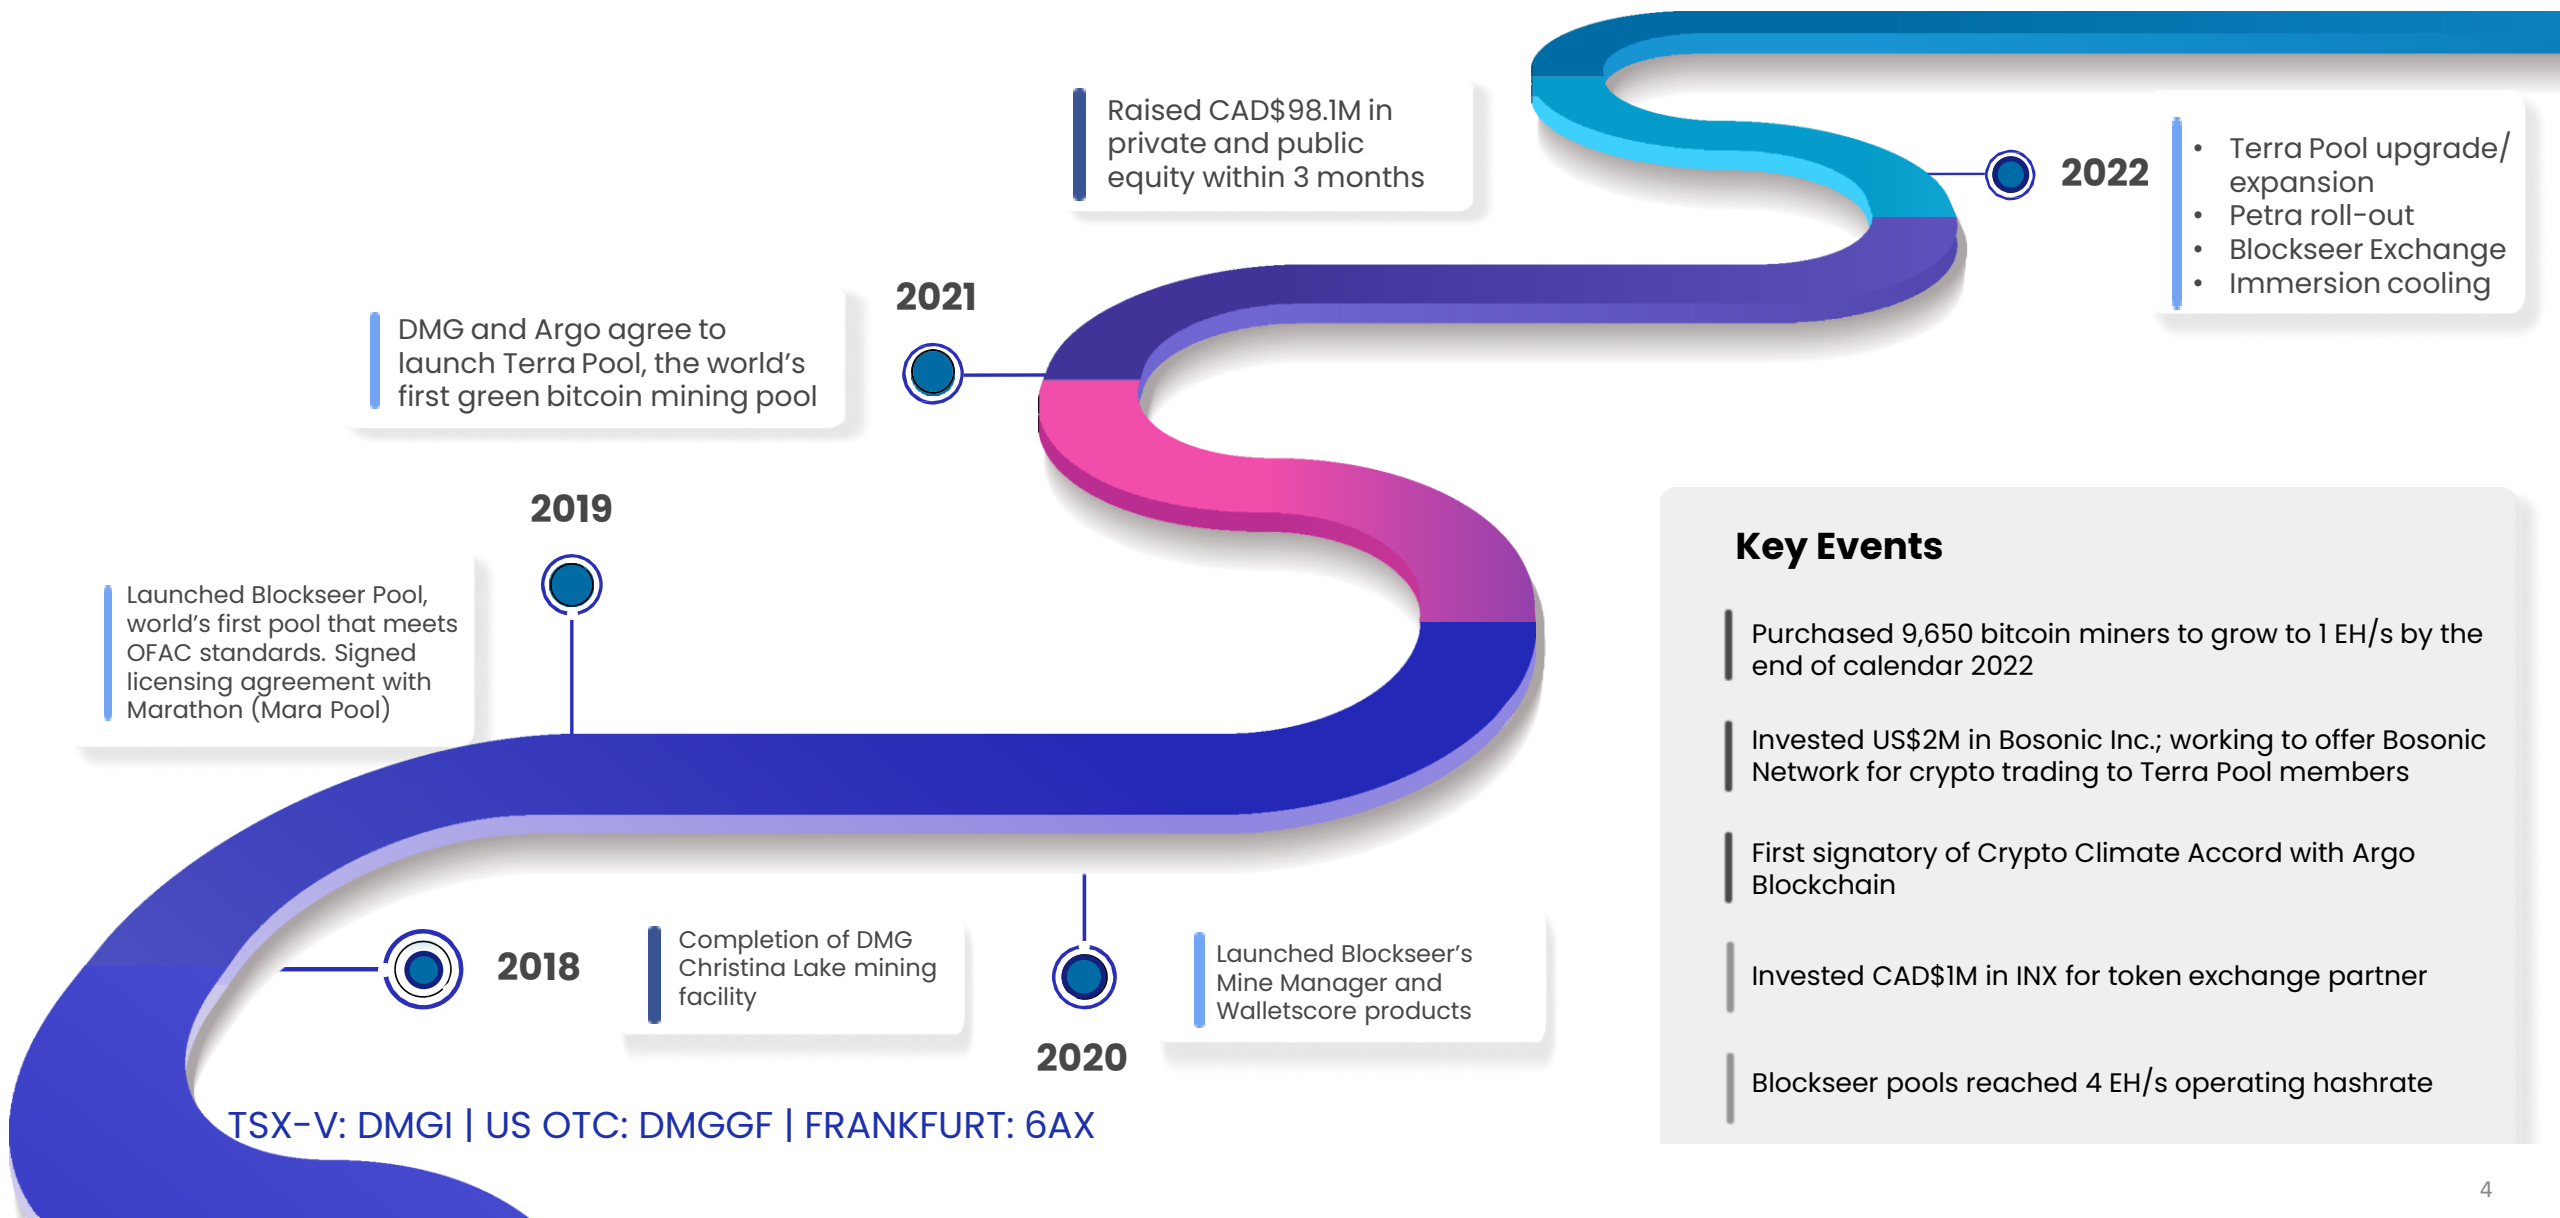 Raised CAD$98.1M in
private and public
equity within 3 months
2022
• Terra Pool upgrade/
expansion
• Petra roll-out
• Blockseer Exchange
• Immersion cooling
2021
DMG and Argo agree to
launch Terra Pool, the world's
first green bitcoin mining pool
2019
Launched Blockseer Pool,
world's first pool that meets
OFAC standards. Signed
licensing agreement with
Marathon (Mara Pool)
2018
Completion of DMG
Christina Lake mining
facility
2020
Launched Blockseer's
Mine Manager and
Walletscore products
Key Events
Purchased 9,650 bitcoin miners to grow to 1 EH/s by the
end of calendar 2022
Invested US$2M in Bosonic Inc.; working to offer Bosonic
Network for crypto trading to Terra Pool members
First signatory of Crypto Climate Accord with Argo
Blockchain
Invested CAD$1M in INX for token exchange partner
Blockseer pools reached 4 EH/s operating hashrate
TSX-V: DMGI | US OTC: DMGGF | FRANKFURT: 6AX
4